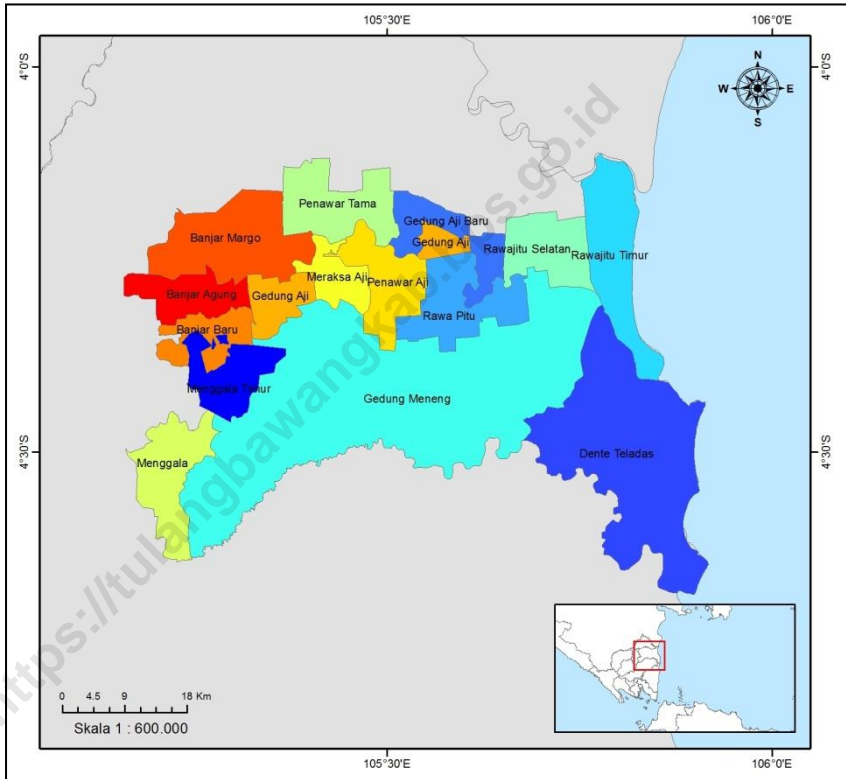 105°30'E
106°0'E
4°0'S
4°0'S
N
W
E
S
Penawar Tama
Gedung Aji Baru
Banjar Margo
Gedung Aji
Rawajitu Selatan
Rawajitu Timur
Meraksa Aji
Penawar Aji
Banjar Agung
Gedung Aji
Rawa Pitu
Banjar Baru
Menggala Timur
Gedung Meneng
4°30'S
Menggala
Dente Teladas
4°30'S
0 4.5 9 18 Km
Skala 1 : 600.000
105°30'E
106°0'E
https://tulangbawangkab.bps.go.id